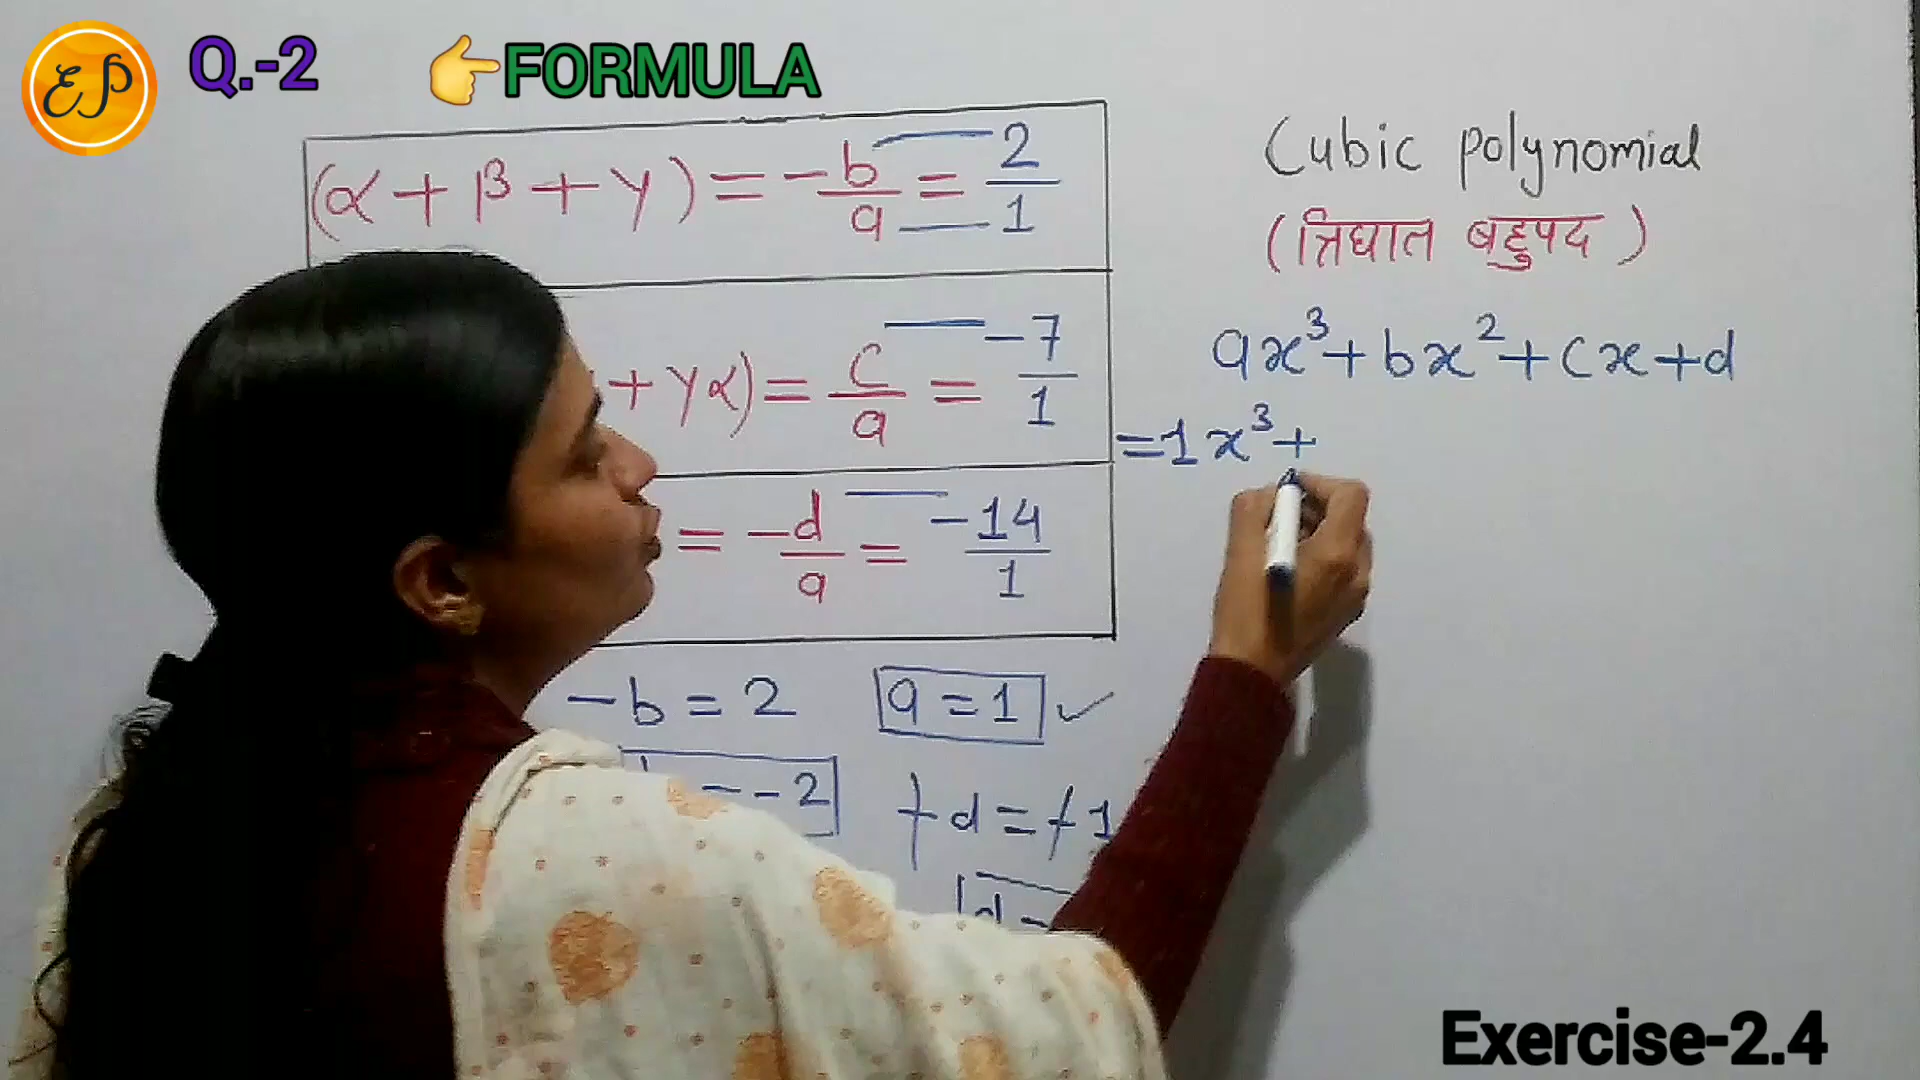 EP
Q.-2 👉FORMULA
(α + β + γ) = -b/a = 2/1
+ γα) = c/a = -7/1
= -d/a = -14/1
-b = 2
a = 1 ✓
= -2
+d = +1
d =
Cubic polynomial
(त्रिघात बहुपद)
ax³ + bx² + cx + d
= 1x³ +
Exercise-2.4